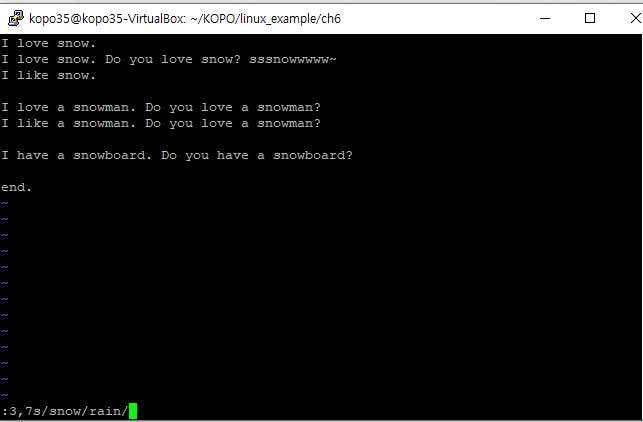 kopo35@kopo35-VirtualBox: ~/KOPO/linux_example/ch6
I love snow.
I love snow. Do you love snow? sssnowwwww~
I like snow.
I love a snowman. Do you love a snowman?
I like a snowman. Do you love a snowman?
I have a snowboard. Do you have a snowboard?
end.
~
~
~
~
~
~
~
~
~
~
~
~
~
:3,7s/snow/rain/